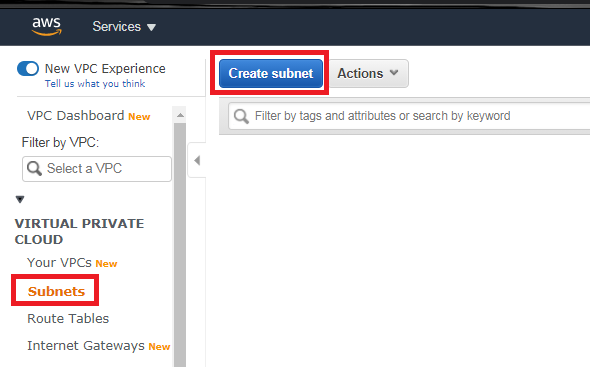 aws
Services
New VPC Experience
Tell us what you think
Create subnet
Actions
VPC Dashboard New
Filter by tags and attributes or search by keyword
Filter by VPC:
Select a VPC
VIRTUAL PRIVATE
CLOUD
Your VPCs New
Subnets
Route Tables
Internet Gateways New